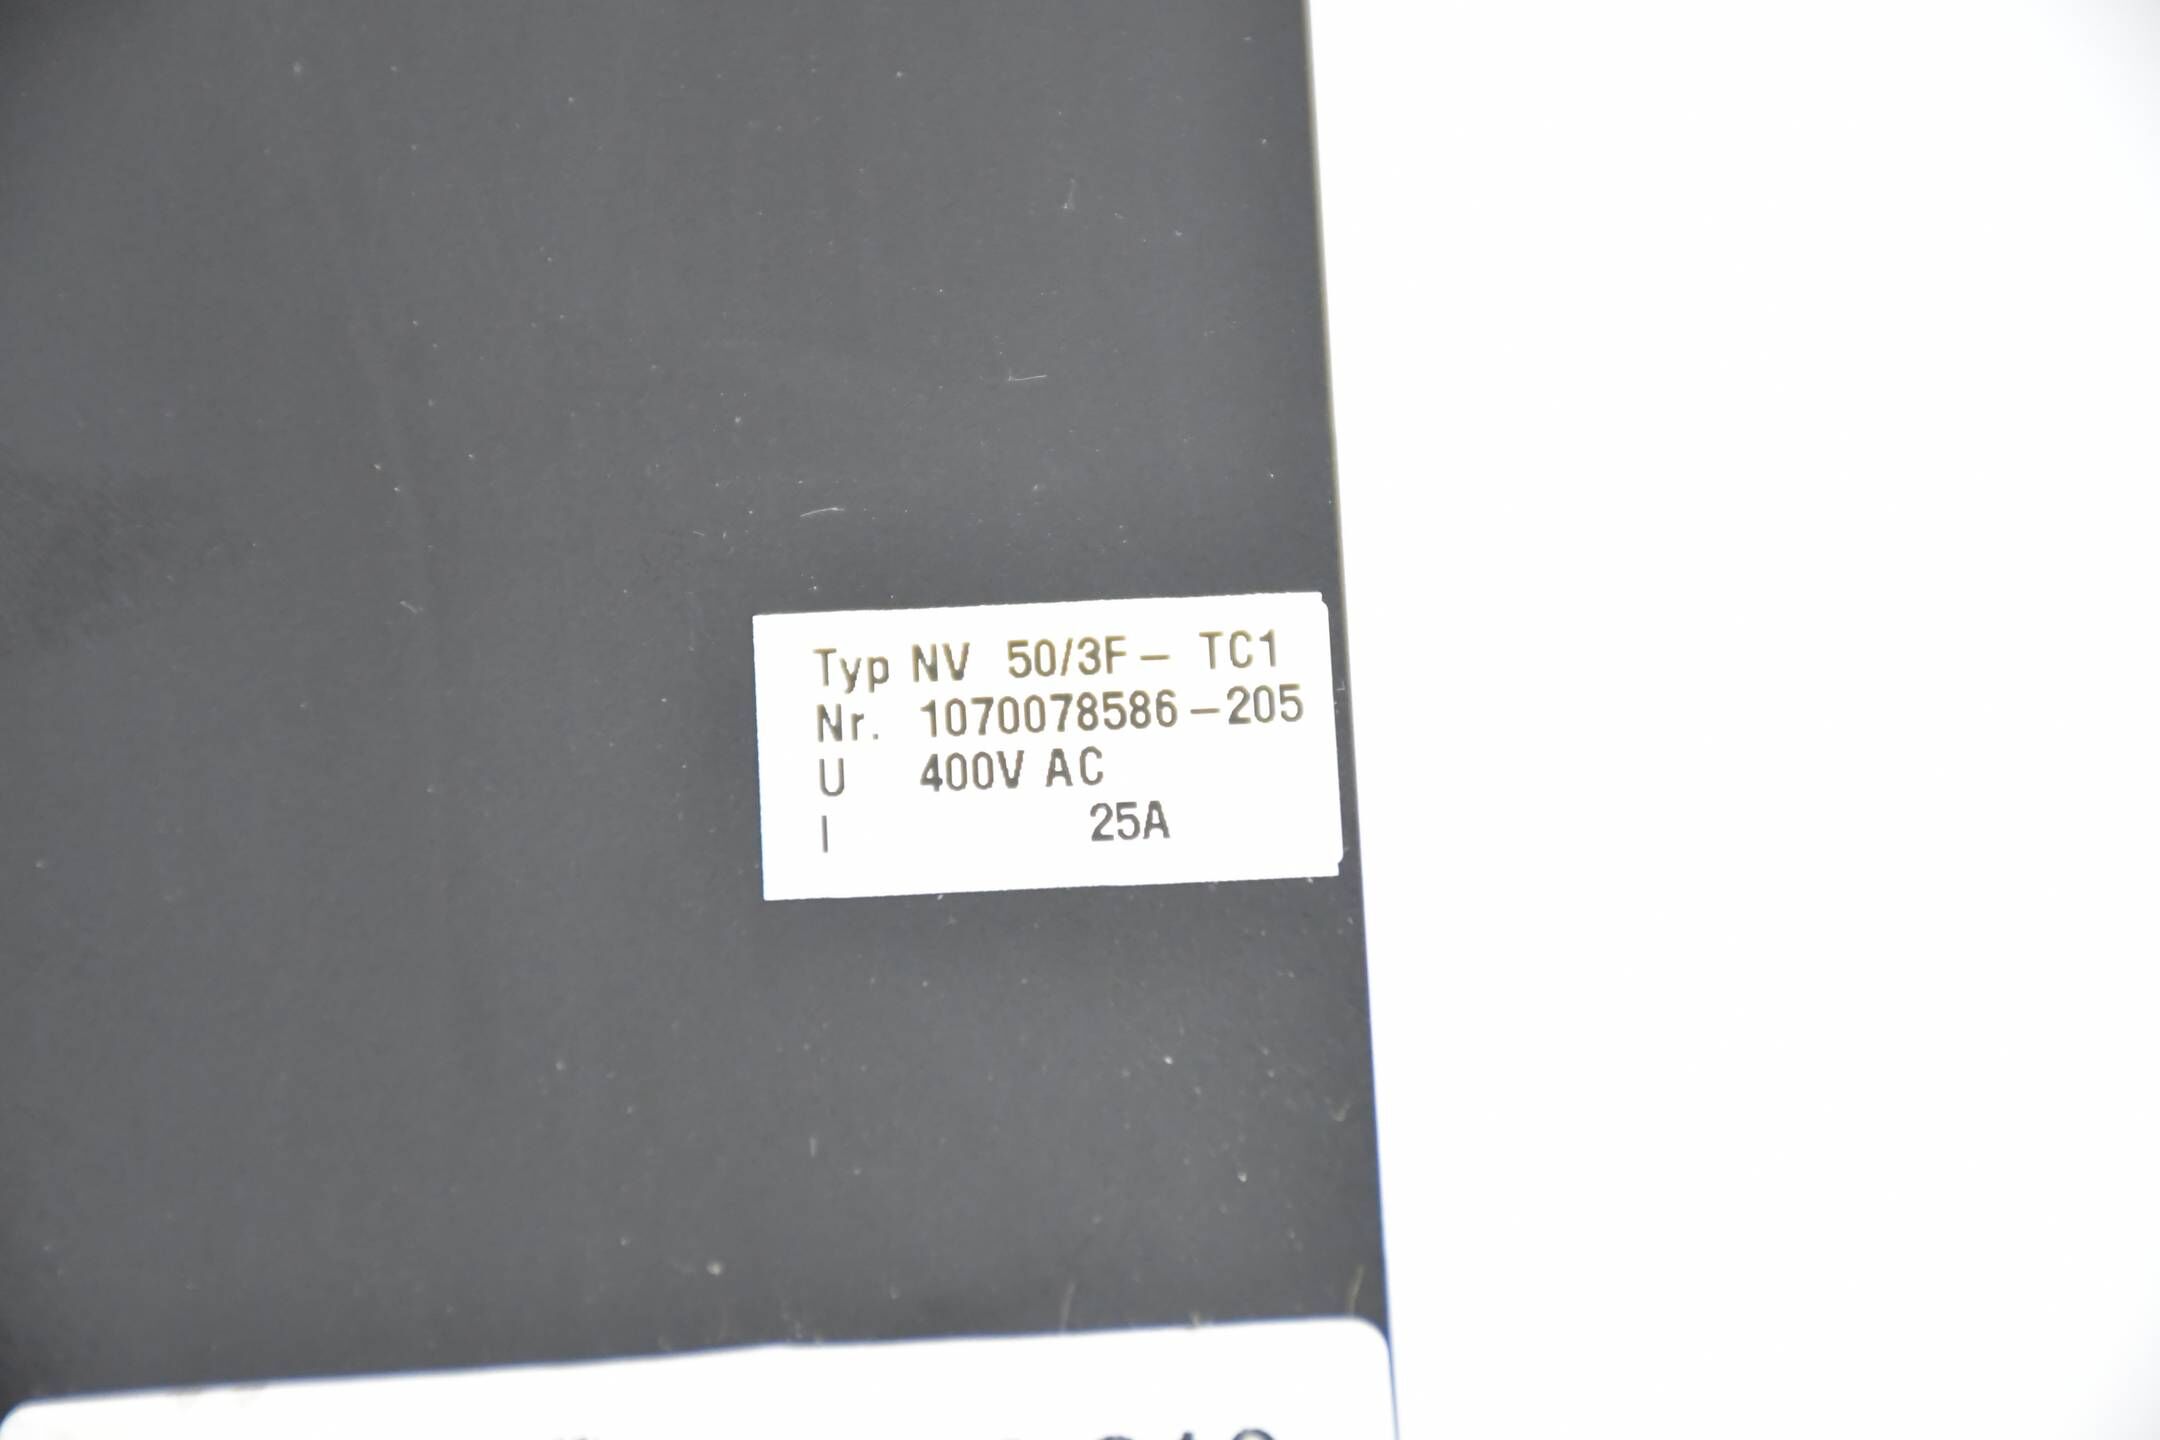 Typ NV 50/3F- TC1
Nr. 1070078586-205
U 400V AC
I 25A